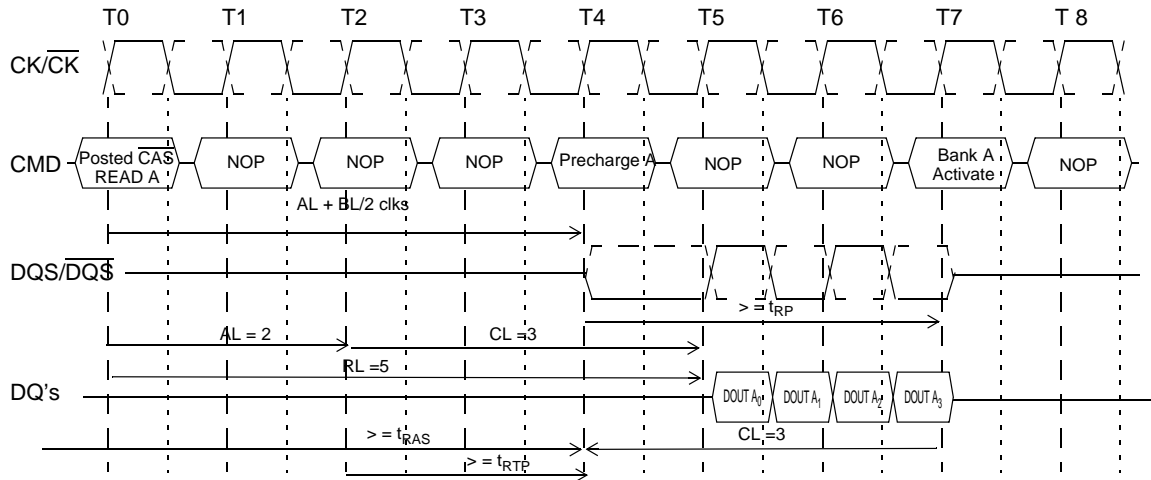 T0 T1 T2 T3 T4 T5 T6 T7 T 8
CK/CK
CMD
Posted CAS
READ A
NOP
NOP
NOP
Precharge A
NOP
NOP
Bank A
Activate
NOP
AL + BL/2 clks
DQS/DQS
> = tRP
AL = 2
CL =3
RL =5
DQ's
DOUT A0
DOUT A1
DOUT A2
DOUT A3
> = tRAS
CL =3
> = tRTP